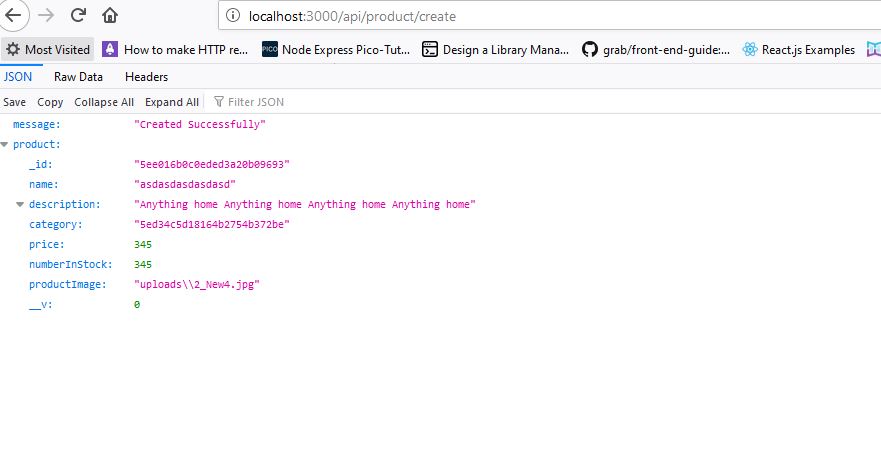 localhost:3000/api/product/create
Most Visited How to make HTTP re... PICO Node Express Pico-Tut... Design a Library Mana... grab/front-end-guide:... React.js Examples
JSON Raw Data Headers
Save Copy Collapse All Expand All Filter JSON
message: "Created Successfully"
product:
_id: "5ee016b0c0eded3a20b09693"
name: "asdasdasdasdasd"
description: "Anything home Anything home Anything home Anything home"
category: "5ed34c5d18164b2754b372be"
price: 345
numberInStock: 345
productImage: "uploads\\2_New4.jpg"
__v: 0